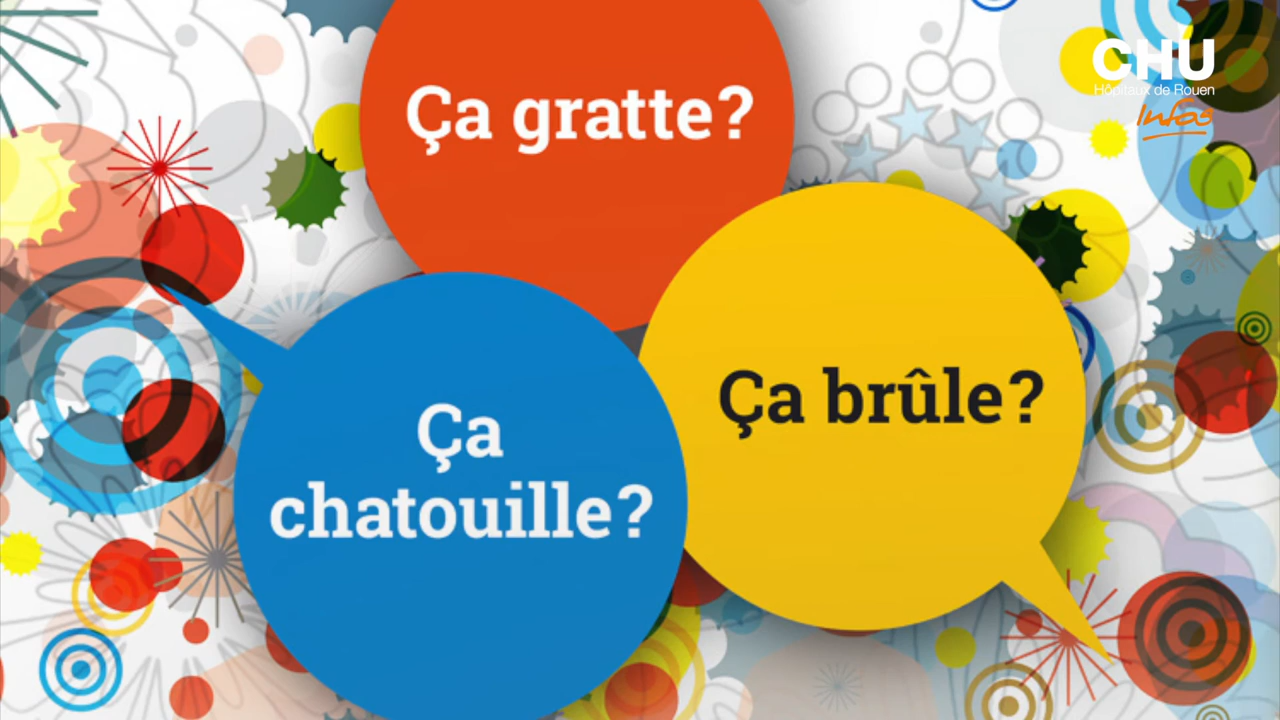 Ça gratte?
CHU
Hôpitaux de Rouen
Infos
Ça brûle?
Ça
chatouille?